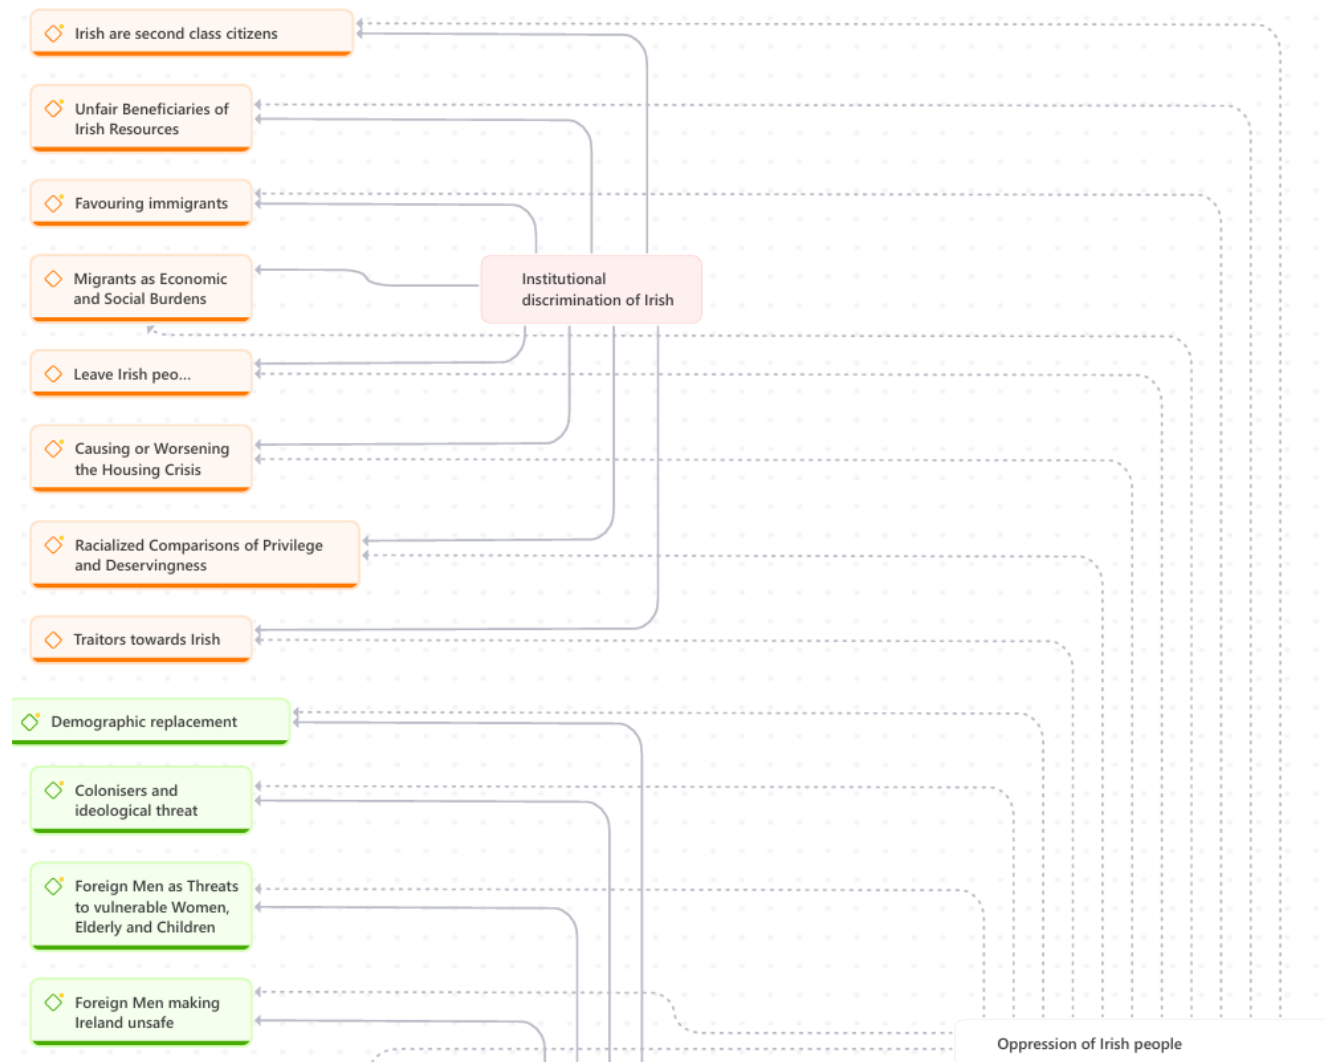 Irish are second class citizens
Unfair Beneficiaries of
Irish Resources
Favouring immigrants
Migrants as Economic
and Social Burdens
Institutional
discrimination of Irish
Leave Irish peo...
Causing or Worsening
the Housing Crisis
Racialized Comparisons of Privilege
and Deservingness
Traitors towards Irish
Demographic replacement
Colonisers and
ideological threat
Foreign Men as Threats
to vulnerable Women,
Elderly and Children
Foreign Men making
Ireland unsafe
Oppression of Irish people